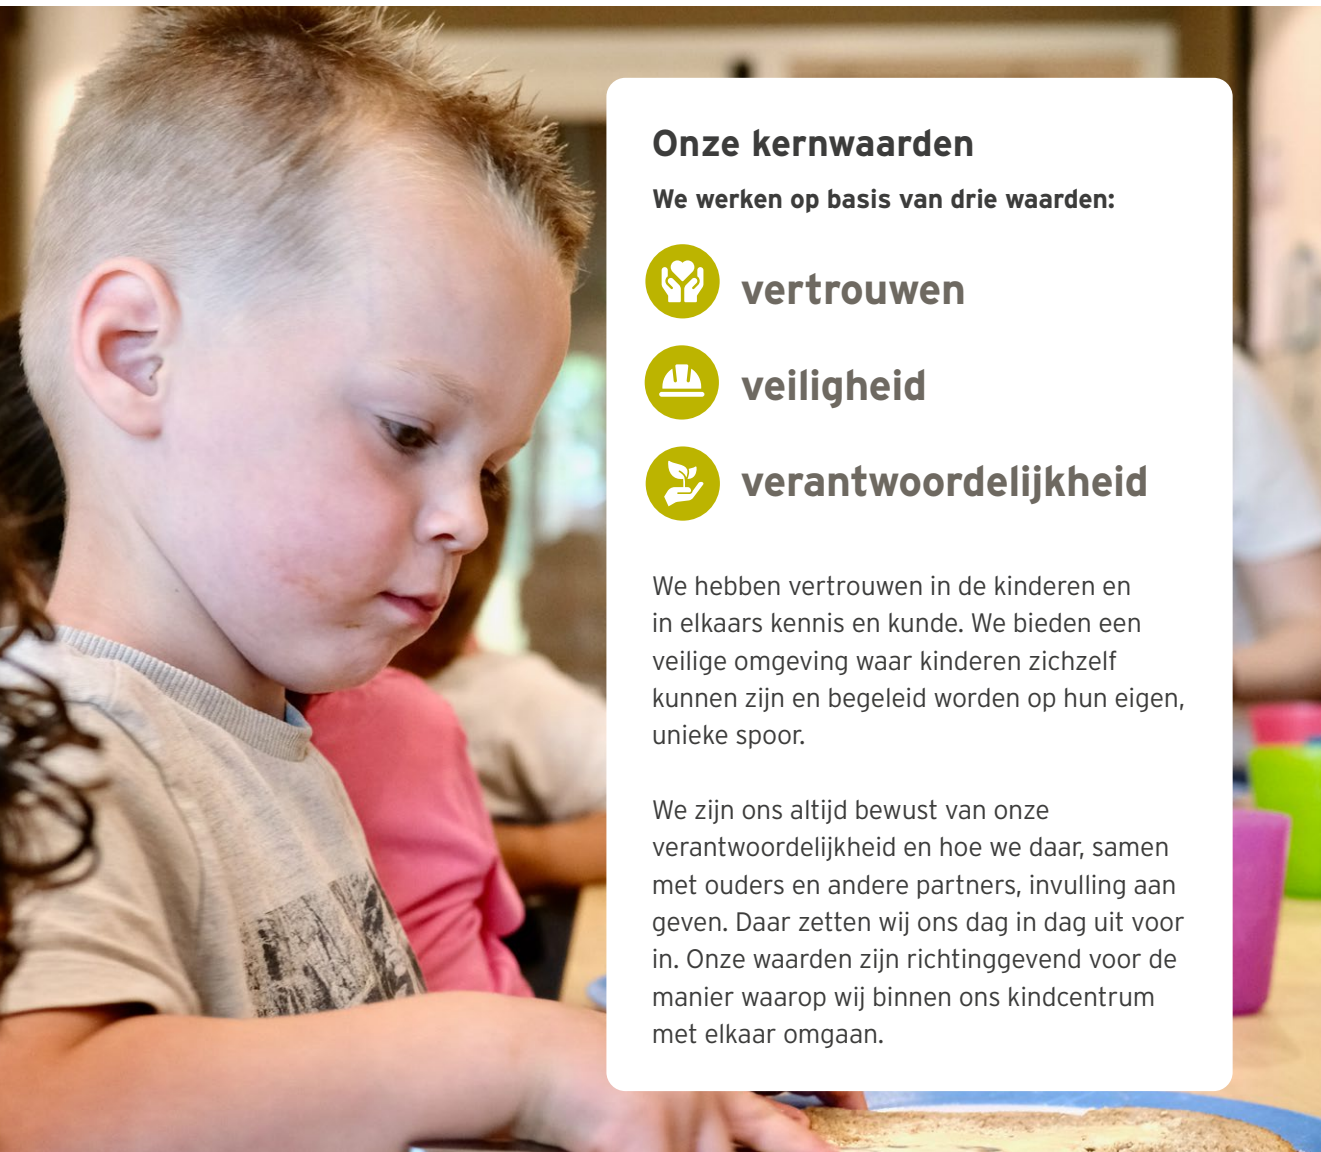 Onze kernwaarden
We werken op basis van drie waarden:
vertrouwen
veiligheid
verantwoordelijkheid
We hebben vertrouwen in de kinderen en
in elkaars kennis en kunde. We bieden een
veilige omgeving waar kinderen zichzelf
kunnen zijn en begeleid worden op hun eigen,
unieke spoor.
We zijn ons altijd bewust van onze
verantwoordelijkheid en hoe we daar, samen
met ouders en andere partners, invulling aan
geven. Daar zetten wij ons dag in dag uit voor
in. Onze waarden zijn richtinggevend voor de
manier waarop wij binnen ons kindcentrum
met elkaar omgaan.